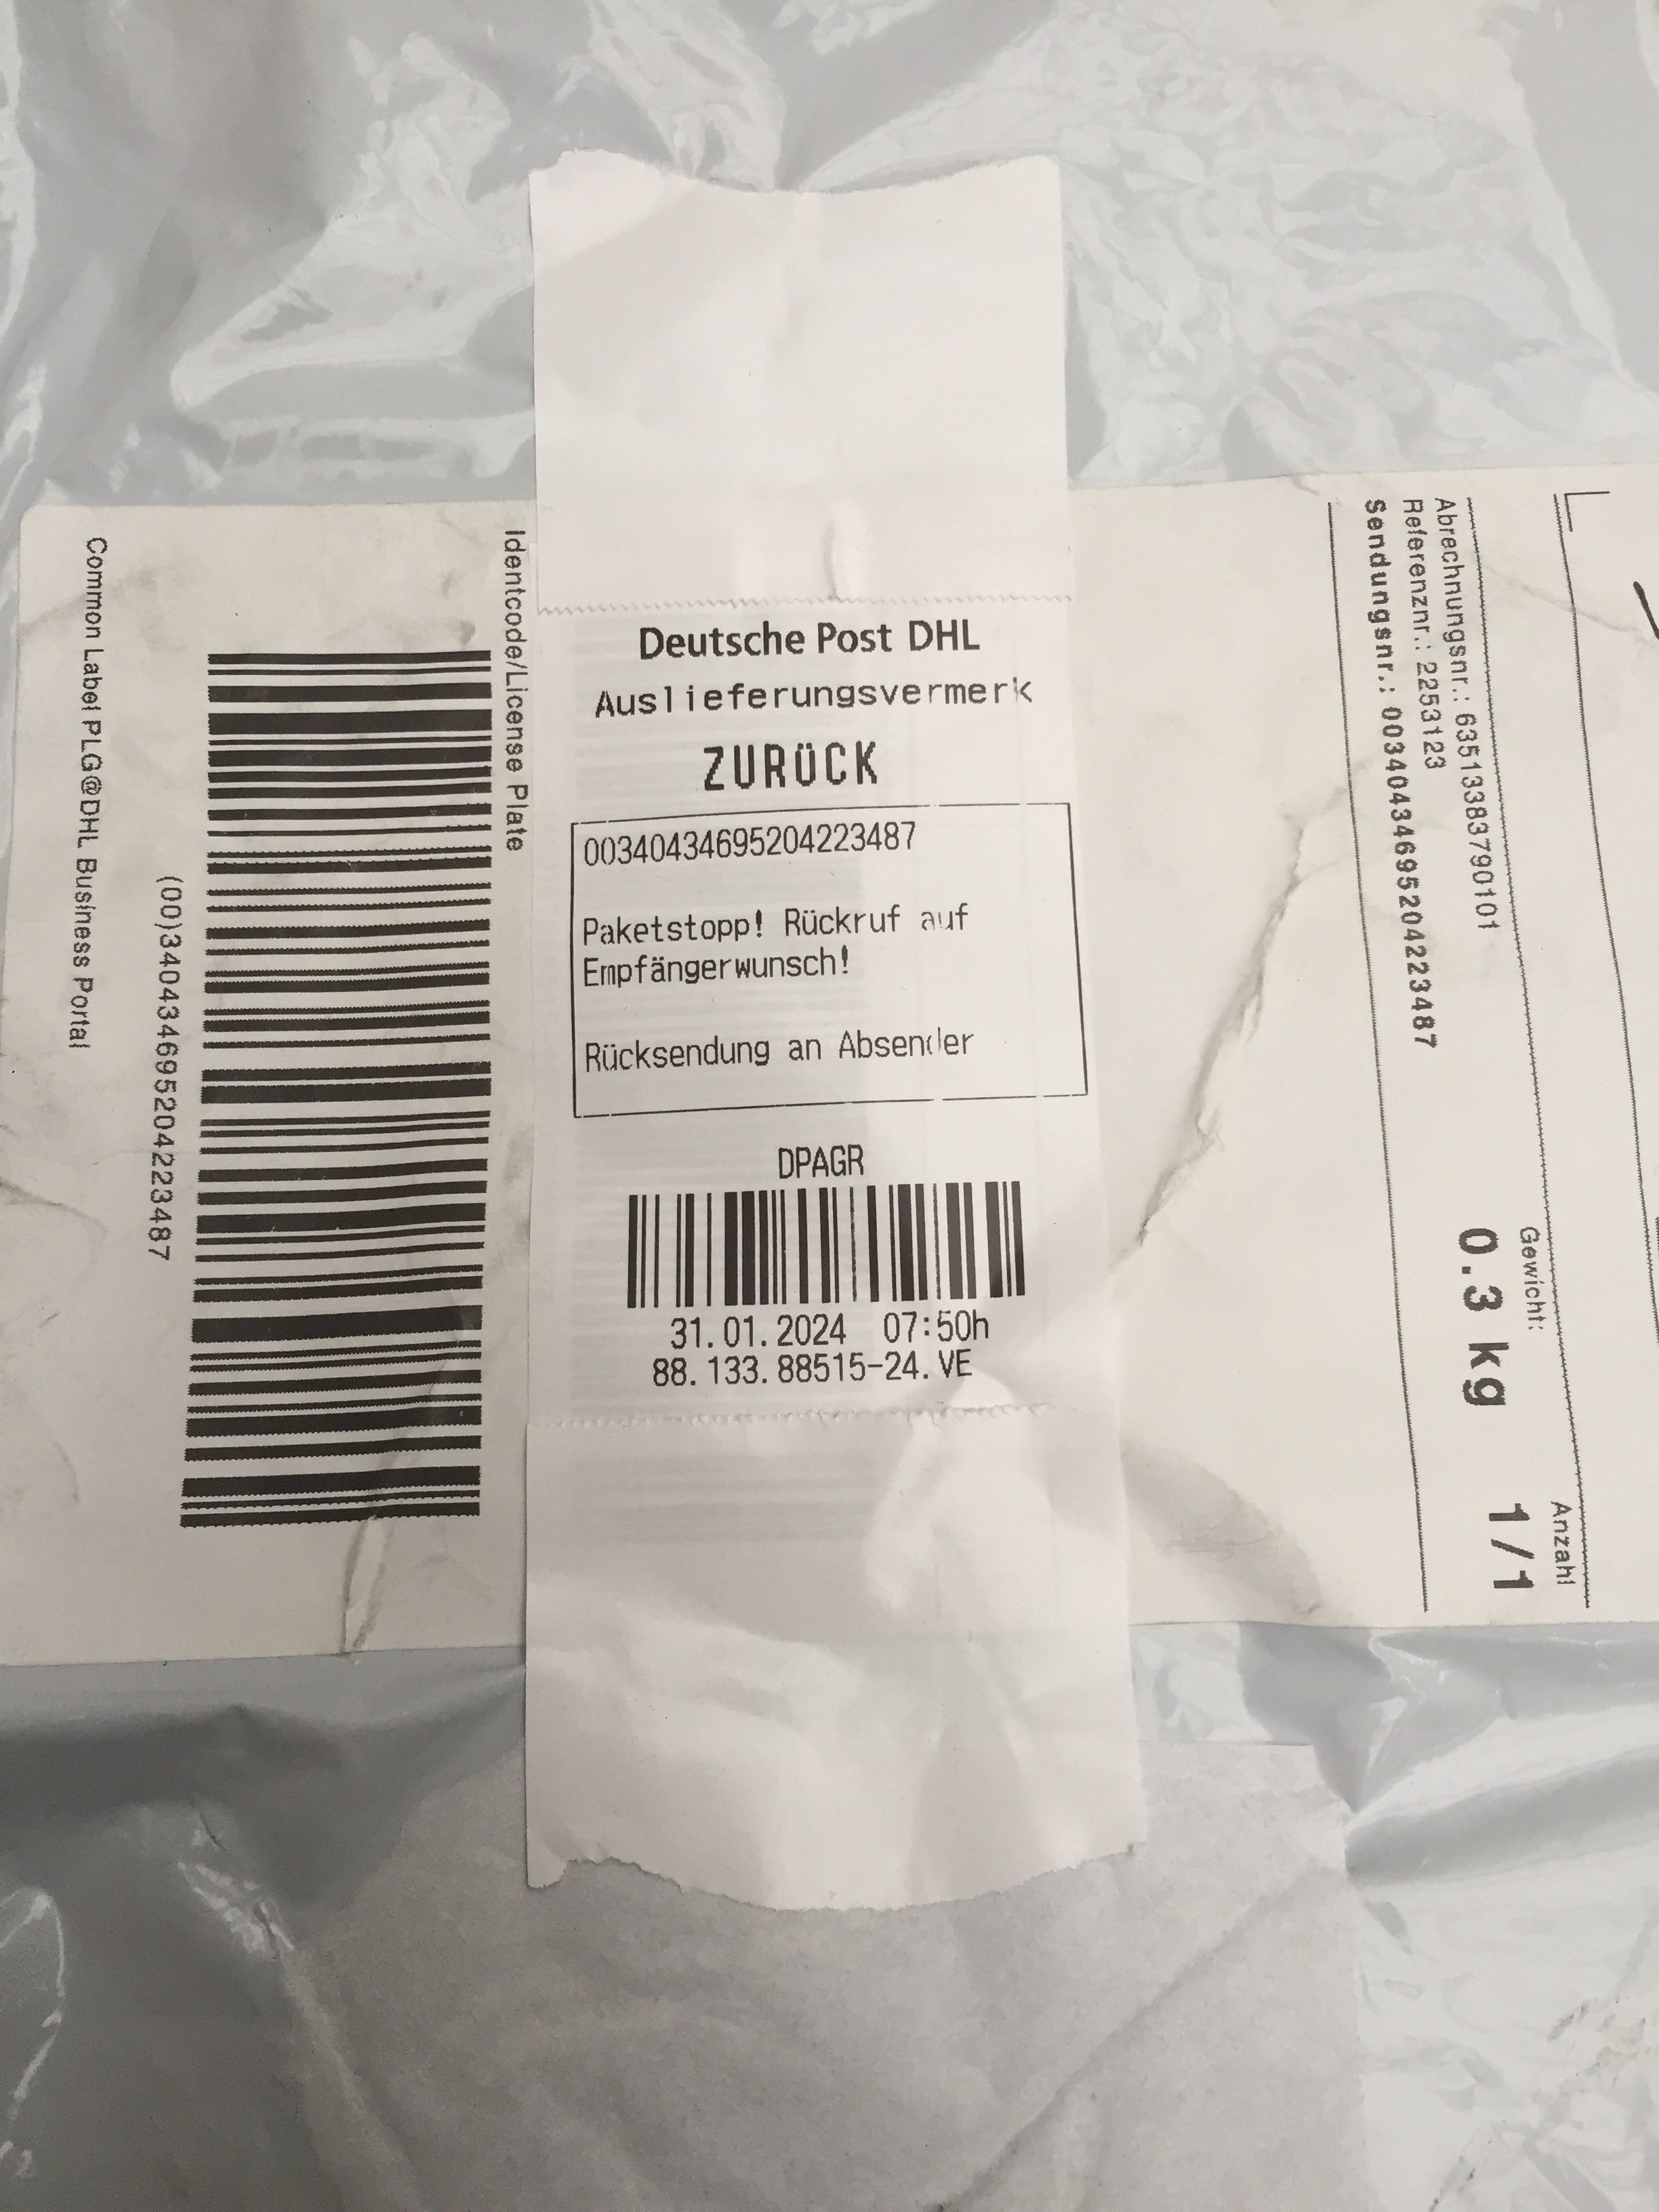 Deutsche Post DHL
Auslieferungsvermerk
ZURÜCK
00340434695204223487
Paketstopp! Rückruf auf
Empfängerwunsch!
Rücksendung an Absender
DPAGR
31.01.2024 07:50h
88.133.88515-24.VE
Abrechnungsnr.: 63513383790101
Referenznr.: 2253123
Sendungsnr.: 00340434695204223487
Gewicht:
0.3 kg
Anzahl
1/1
Identcode/License Plate
(00)340434695204223487
Common Label PLG@DHL Business Portal